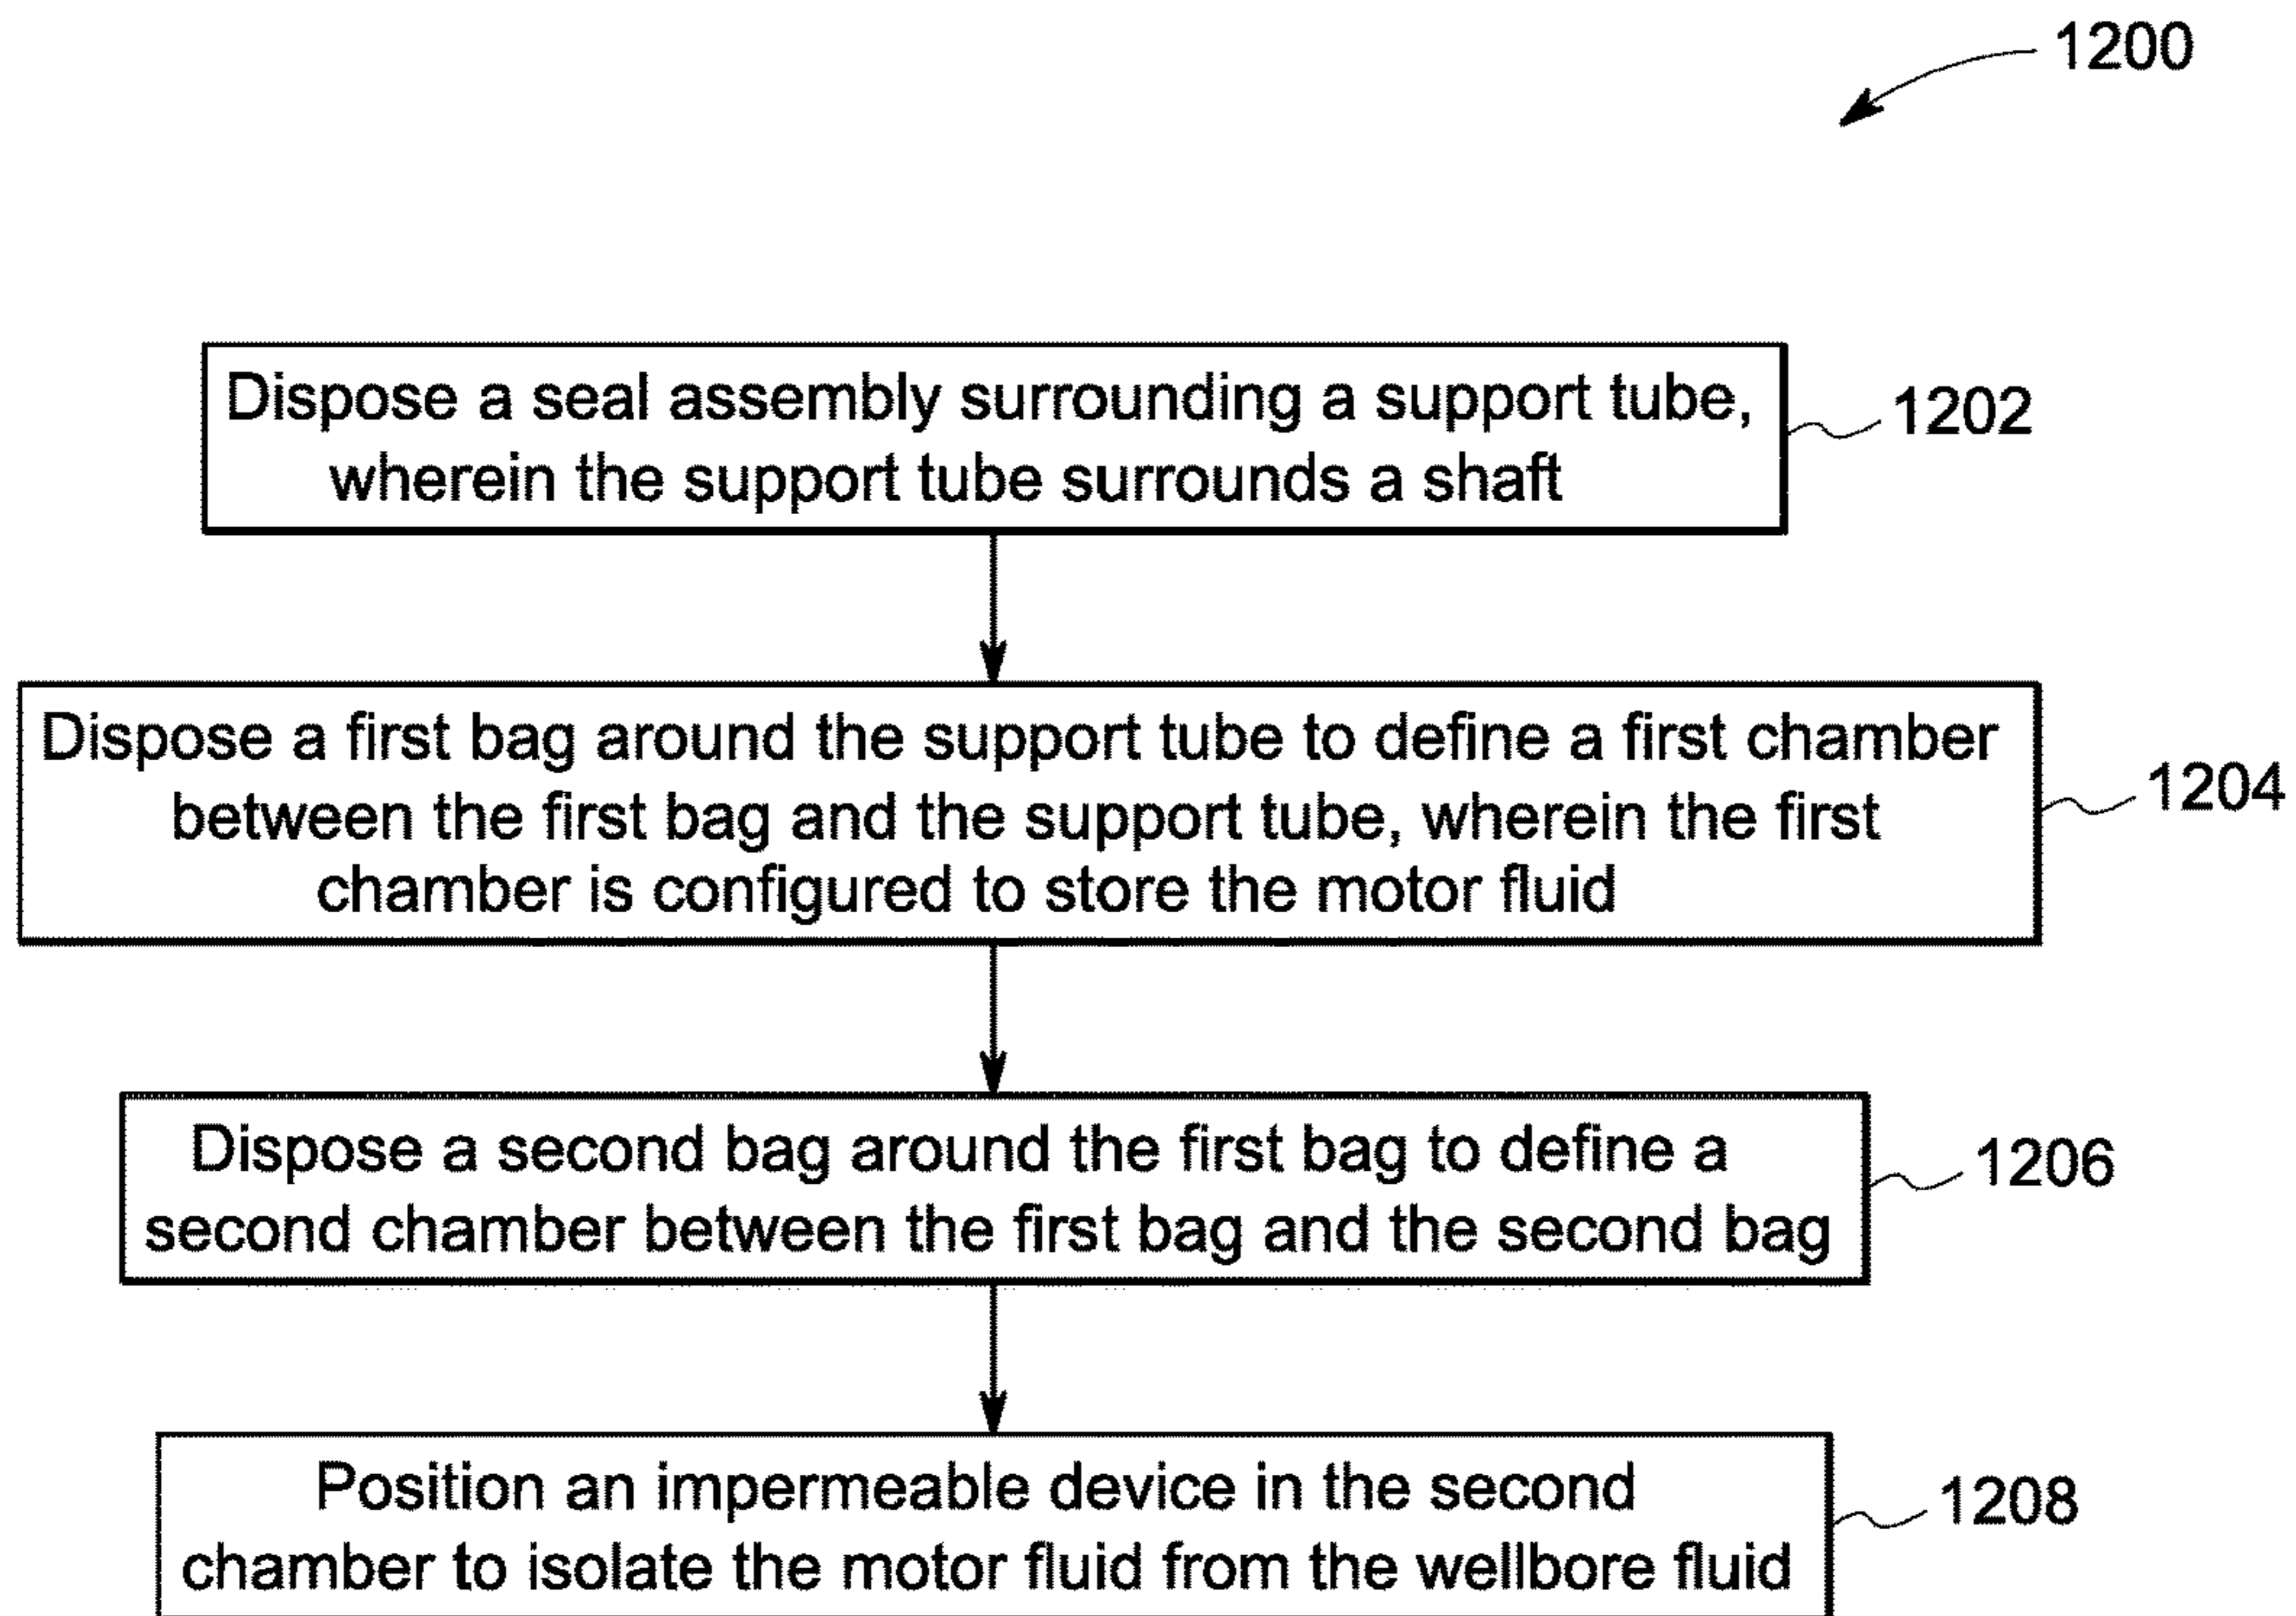 1200
Dispose a seal assembly surrounding a support tube,
wherein the support tube surrounds a shaft
1202
Dispose a first bag around the support tube to define a first chamber
between the first bag and the support tube, wherein the first
chamber is configured to store the motor fluid
1204
Dispose a second bag around the first bag to define a
second chamber between the first bag and the second bag
1206
Position an impermeable device in the second
chamber to isolate the motor fluid from the wellbore fluid
1208